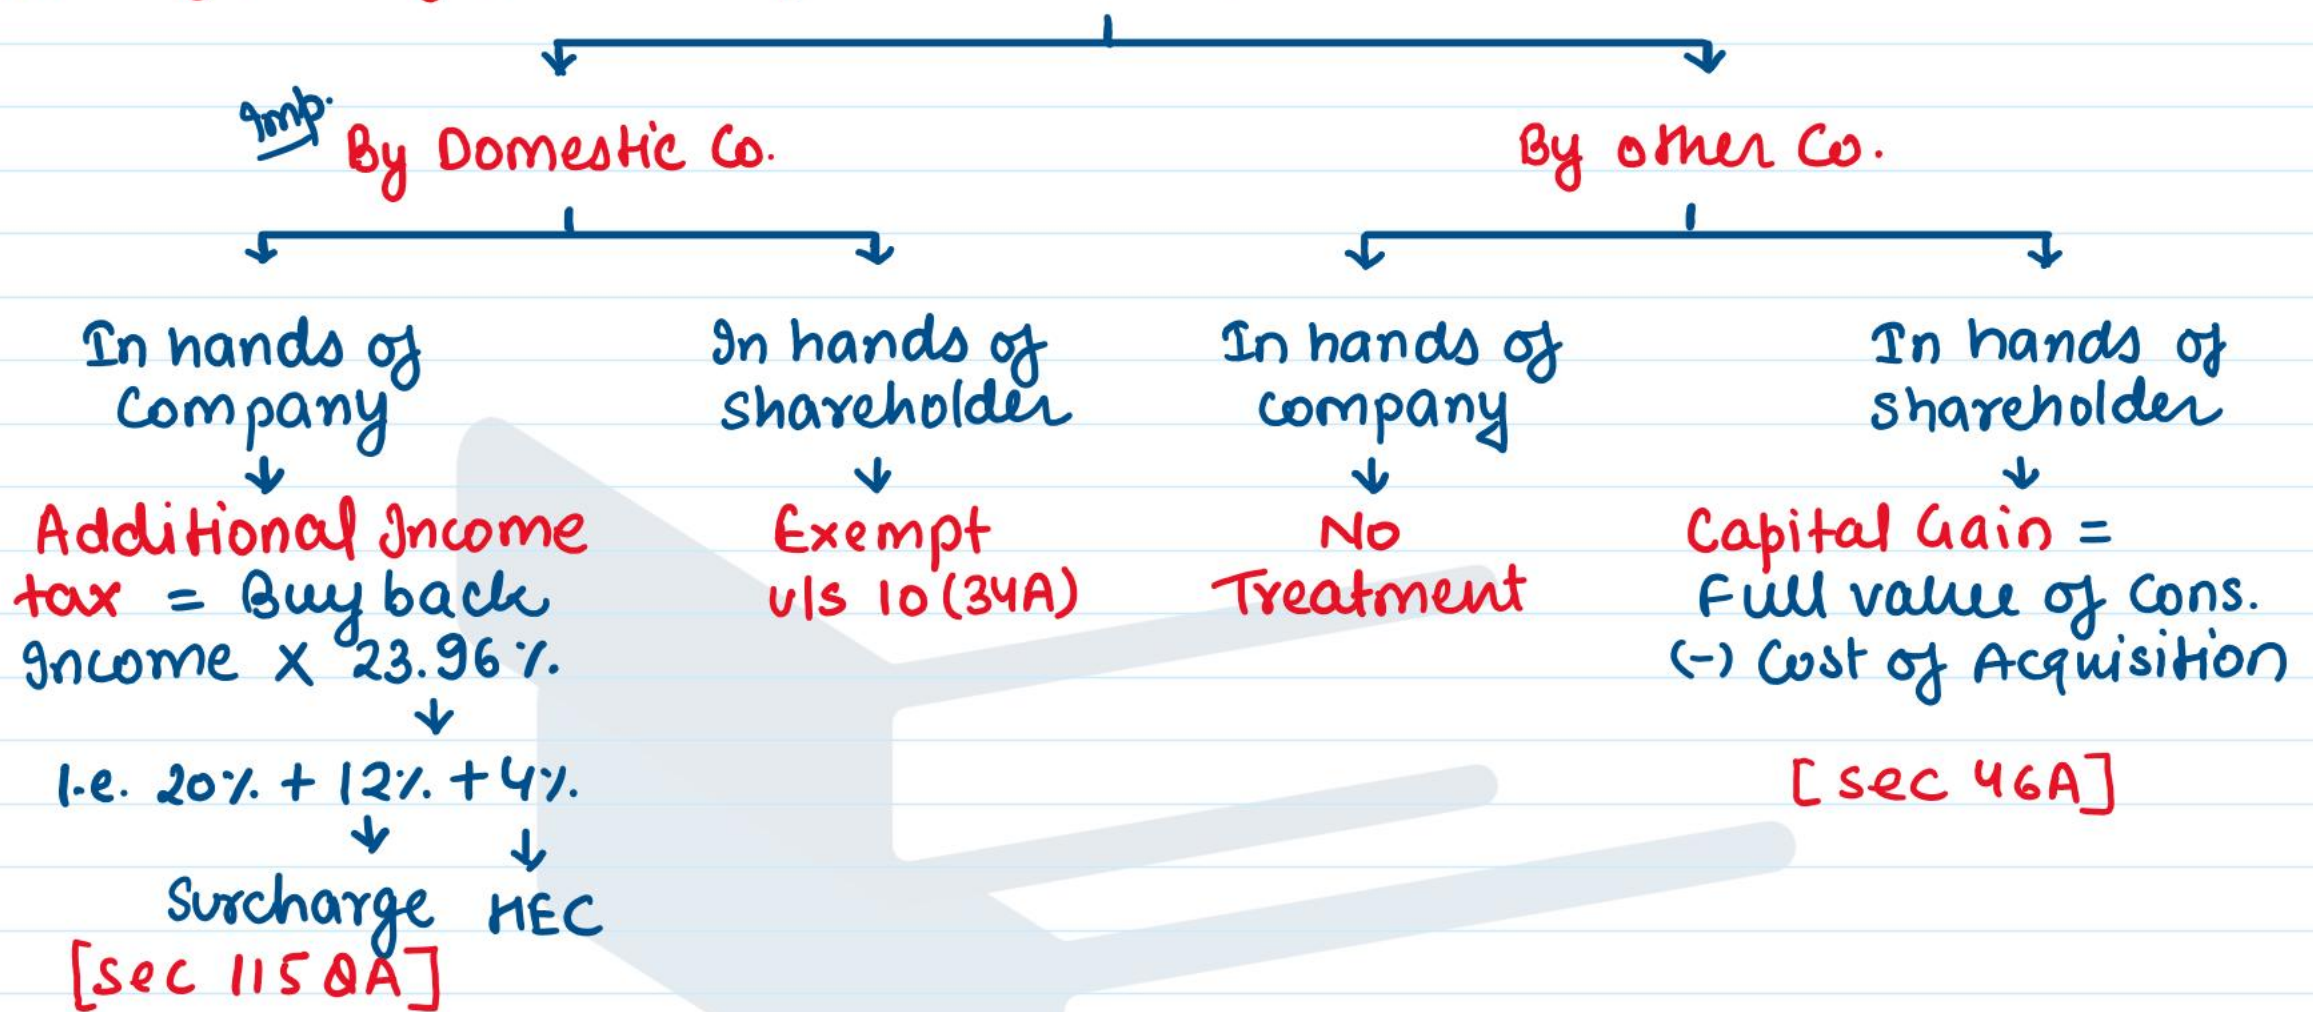 Imp.
By Domestic Co.
By other Co.
In hands of
Company
In hands of
shareholder
In hands of
company
In hands of
shareholder
Additional Income
tax = Buy back
Income X 23.96%.
I.e. 20% + 12% + 4%.
Surcharge HEC
[Sec 115QA]
Exempt
u/s 10(34A)
No
Treatment
Capital Gain =
Full value of Cons.
(-) Cost of Acquisition
[sec 46A]